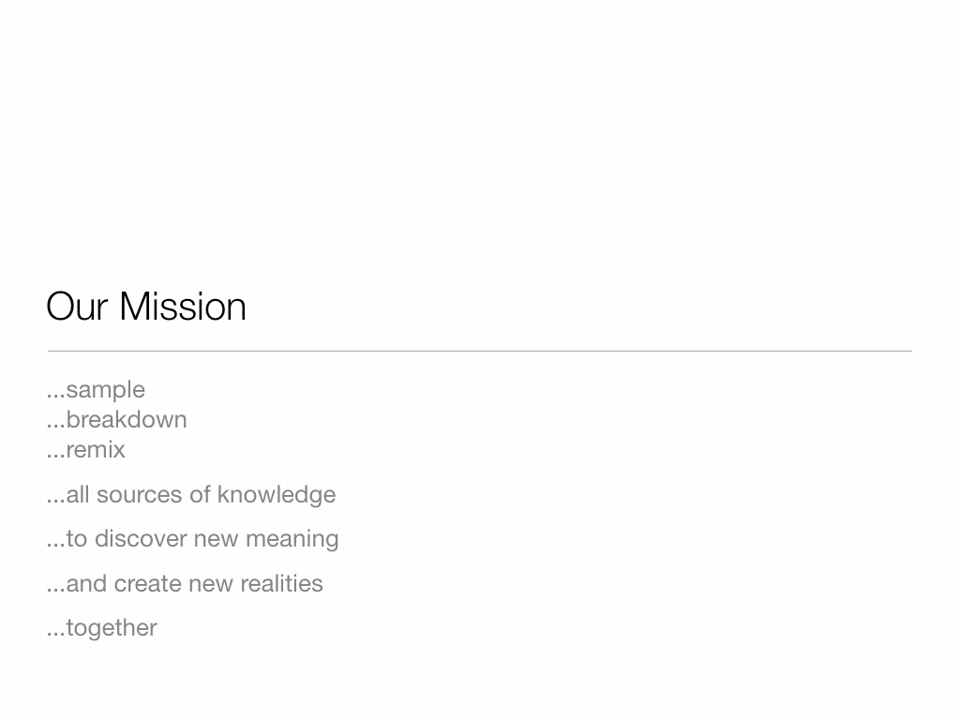 Our Mission
...sample
...breakdown
...remix
...all sources of knowledge
...to discover new meaning
...and create new realities
...together